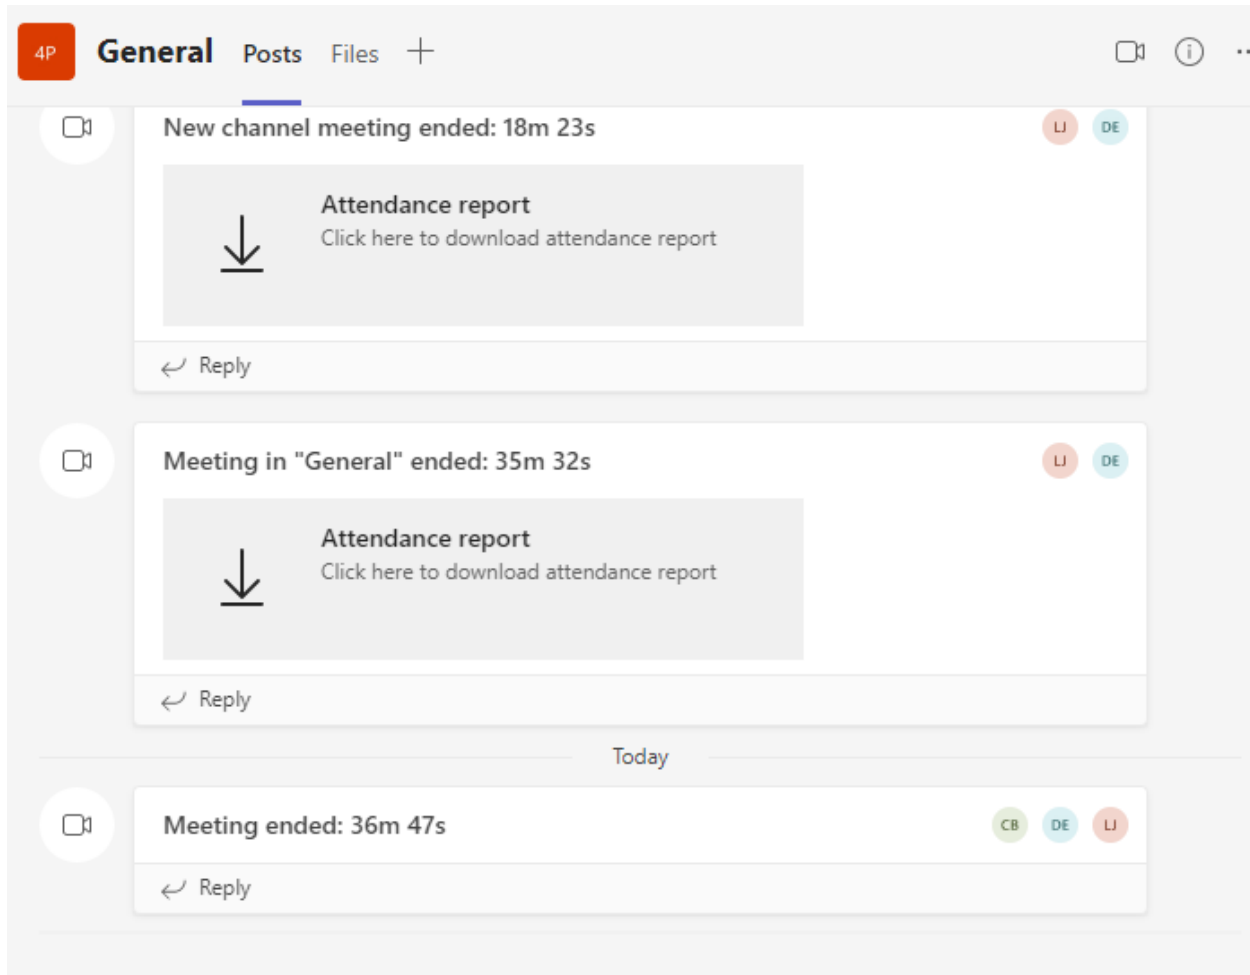 4P General Posts Files
New channel meeting ended: 18m 23s LJ DE
Attendance report
Click here to download attendance report
Reply
Meeting in "General" ended: 35m 32s LJ DE
Attendance report
Click here to download attendance report
Reply
Today
Meeting ended: 36m 47s CB DE LJ
Reply